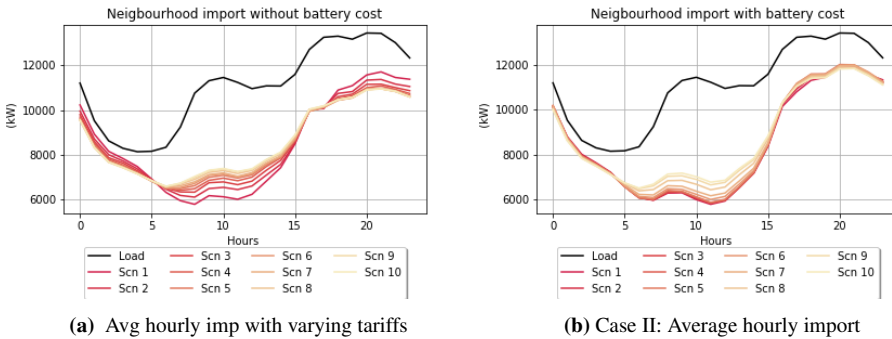 Neigbourhood import without battery cost
12000
10000
8000
6000
(kW)
0 5 10 15 20
Hours
Load Scn 3 Scn 6 Scn 9
Scn 1 Scn 4 Scn 7 Scn 10
Scn 2 Scn 5 Scn 8
(a) Avg hourly imp with varying tariffs
Neighbourhood import with battery cost
12000
10000
8000
6000
(kW)
0 5 10 15 20
Hours
Load Scn 3 Scn 6 Scn 9
Scn 1 Scn 4 Scn 7 Scn 10
Scn 2 Scn 5 Scn 8
(b) Case II: Average hourly import